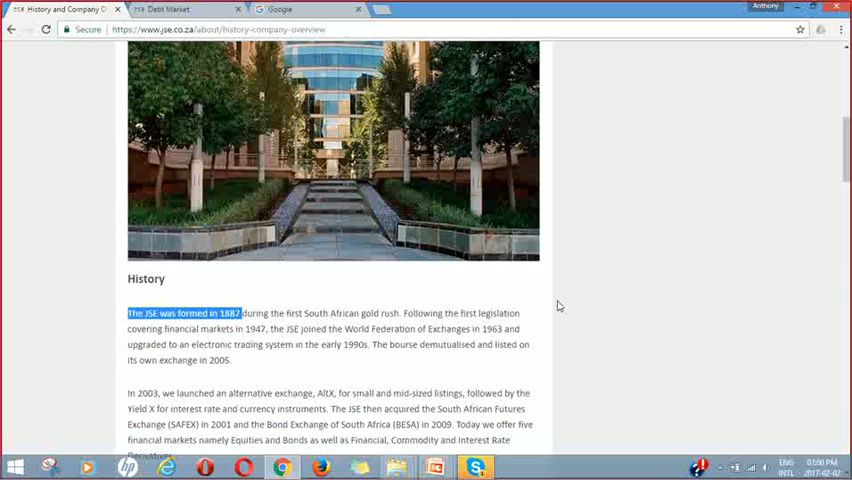 Anthony
History and Company O
Debt Market
Google
Secure
https://www.jse.co.za/about/history-company-overview
History
The JSE was formed in 1887 during the first South African gold rush. Following the first legislation
covering financial markets in 1947, the JSE joined the World Federation of Exchanges in 1963 and
upgraded to an electronic trading system in the early 1990s. The bourse demutualised and listed on
its own exchange in 2005.
In 2003, we launched an alternative exchange, AltX, for small and mid-sized listings, followed by the
Yield X for interest rate and currency instruments. The JSE then acquired the South African Futures
Exchange (SAFEX) in 2001 and the Bond Exchange of South Africa (BESA) in 2009. Today we offer five
financial markets namely Equities and Bonds as well as Financial, Commodity and Interest Rate
Derivatives.
ENG
07:00 PM
INTL
2017-02-02